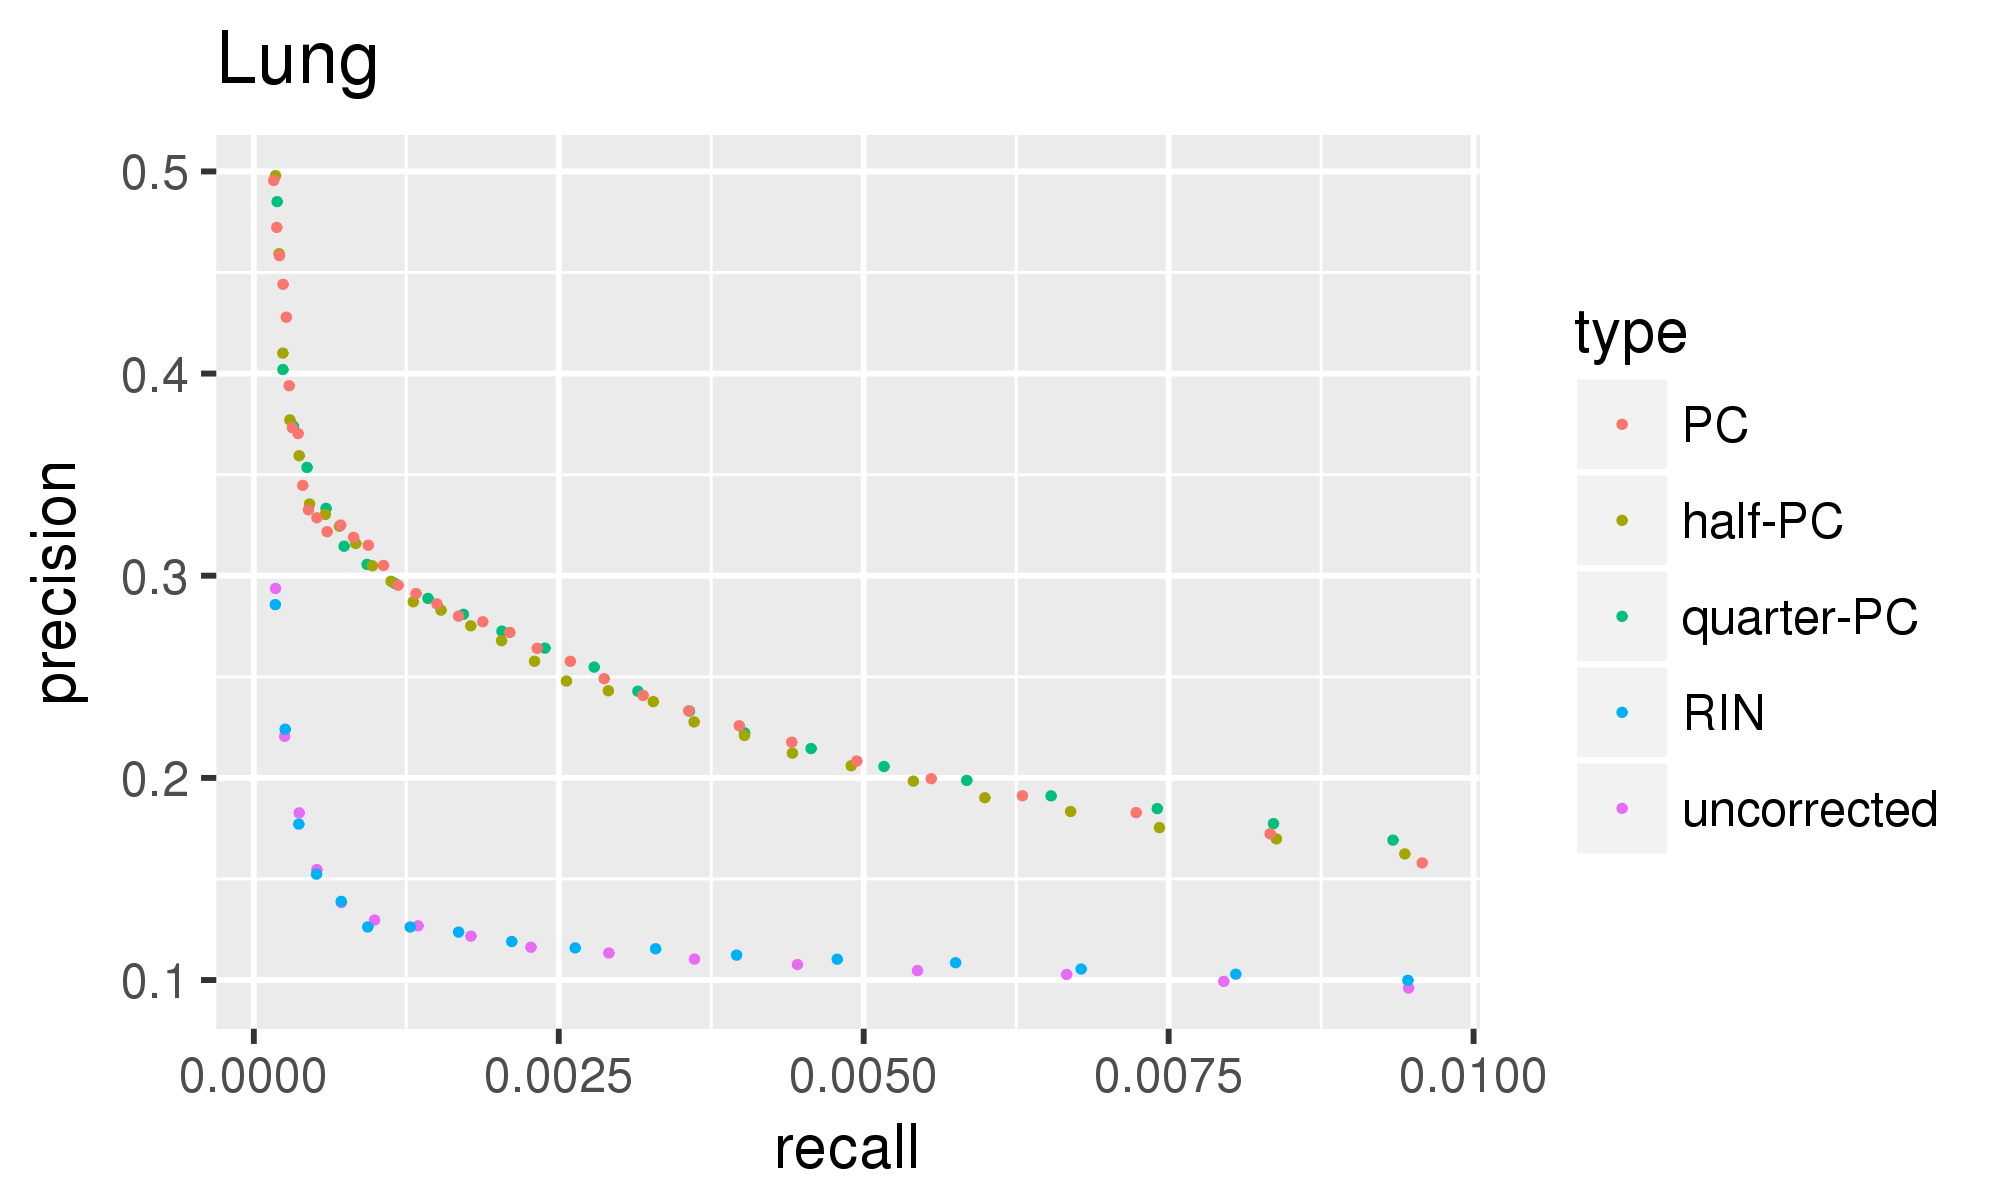 Lung
precision
0.5
0.4
0.3
0.2
0.1
0.0000 0.0025 0.0050 0.0075 0.0100
recall
type
PC
half-PC
quarter-PC
RIN
uncorrected